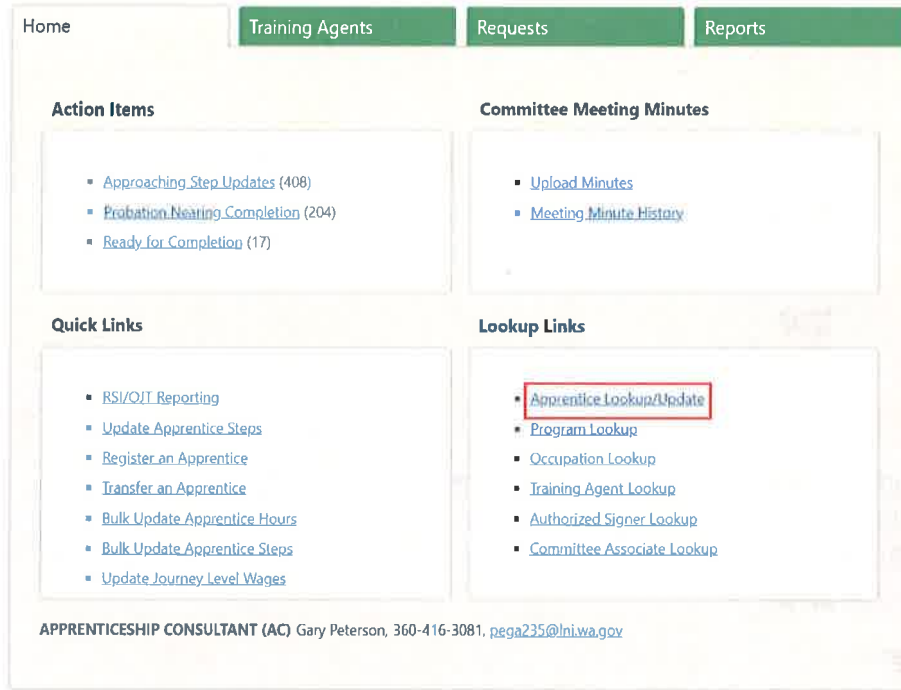 Home
Training Agents
Requests
Reports
Action Items
Approaching Step Updates (408)
Probation Nearing Completion (204)
Ready for Completion (17)
Committee Meeting Minutes
Upload Minutes
Meeting Minute History
Quick Links
RSI/OJT Reporting
Update Apprentice Steps
Register an Apprentice
Transfer an Apprentice
Bulk Update Apprentice Hours
Bulk Update Apprentice Steps
Update Journey Level Wages
Lookup Links
Apprentice Lookup/Update
Program Lookup
Occupation Lookup
Training Agent Lookup
Authorized Signer Lookup
Committee Associate Lookup
APPRENTICESHIP CONSULTANT (AC) Gary Peterson, 360-416-3081, pega235@lni.wa.gov